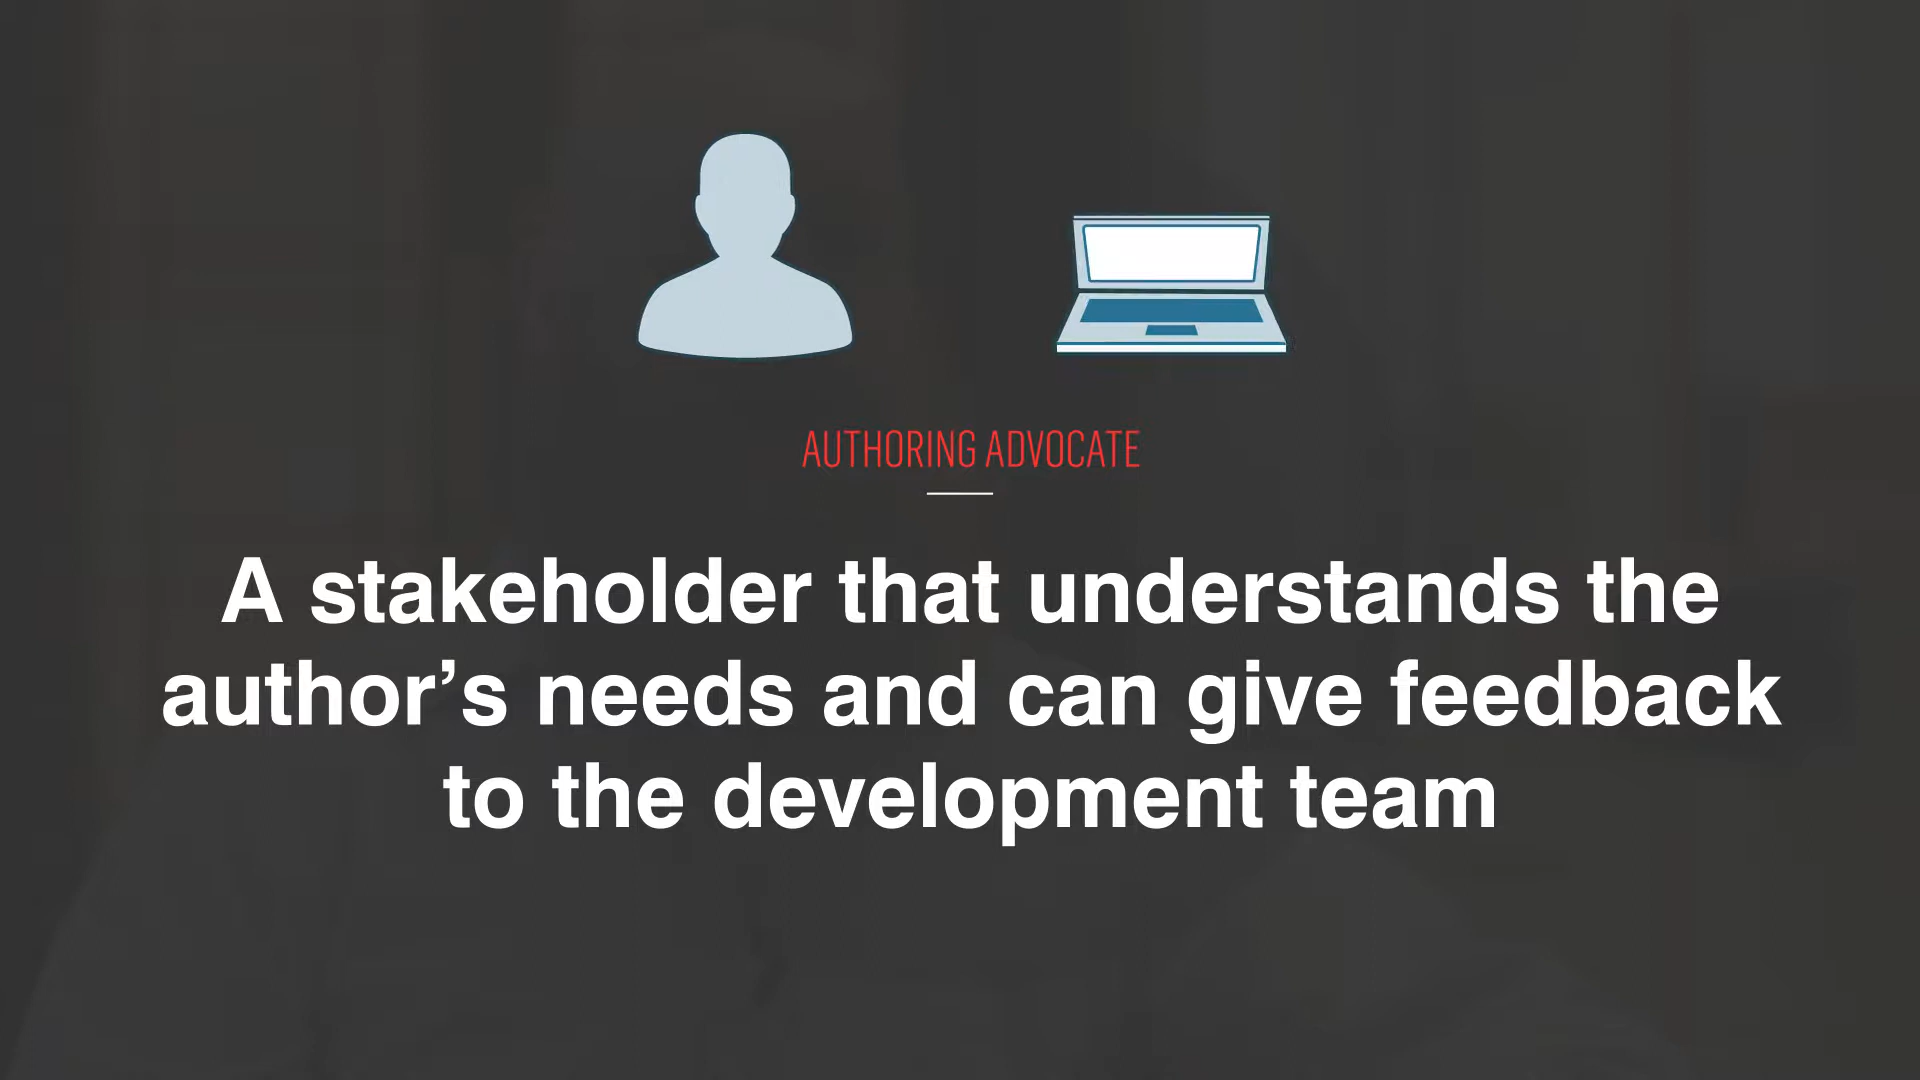 AUTHORING ADVOCATE
A stakeholder that understands the
author’s needs and can give feedback
to the development team